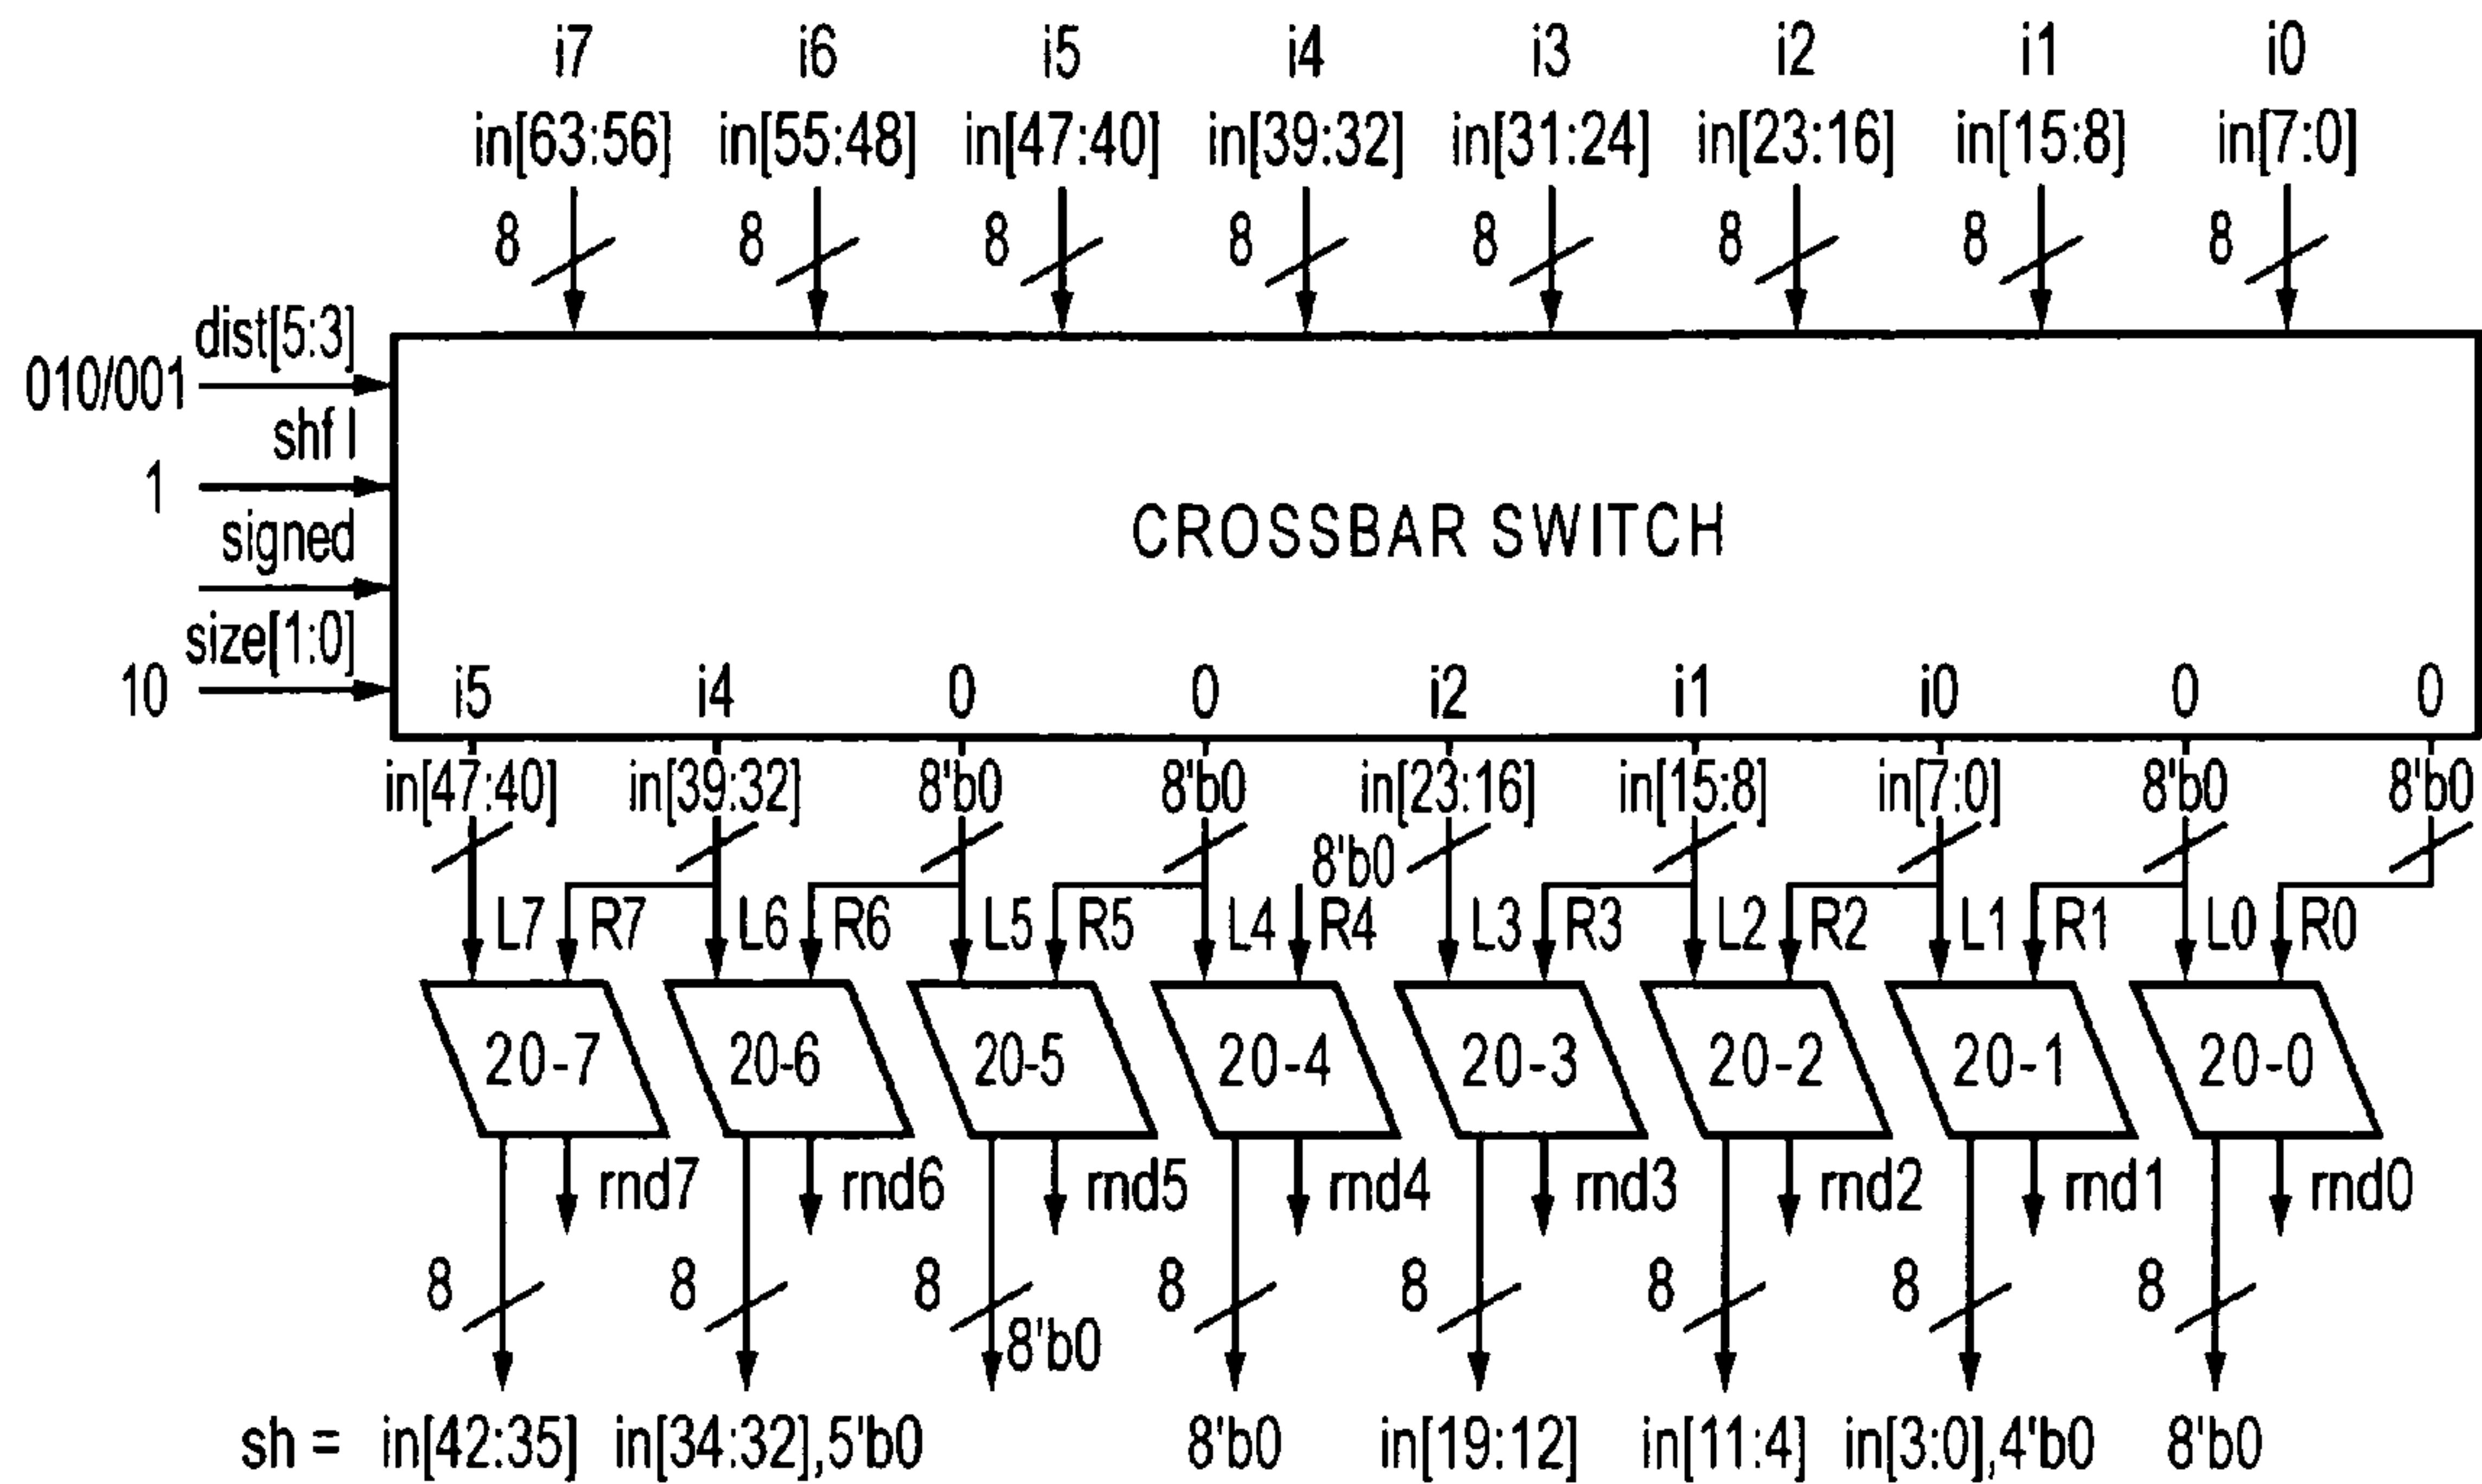 i7 i6 i5 i4 i3 i2 i1 i0
in[63:56] in[55:48] in[47:40] in[39:32] in[31:24] in[23:16] in[15:8] in[7:0]
8 8 8 8 8 8 8 8
dist[5:3]
010/001
shf l
1
signed
CROSSBAR SWITCH
size[1:0]
10
i5 i4 0 0 i2 i1 i0 0 0
in[47:40] in[39:32] 8'b0 8'b0 in[23:16] in[15:8] in[7:0] 8'b0 8'b0
8'b0
L7 R7 L6 R6 L5 R5 L4 R4 L3 R3 L2 R2 L1 R1 L0 R0
20-7 20-6 20-5 20-4 20-3 20-2 20-1 20-0
rnd7 rnd6 rnd5 rnd4 rnd3 rnd2 rnd1 rnd0
8 8 8 8 8 8 8 8
8'b0
sh = in[42:35] in[34:32],5'b0 8'b0 in[19:12] in[11:4] in[3:0],4'b0 8'b0